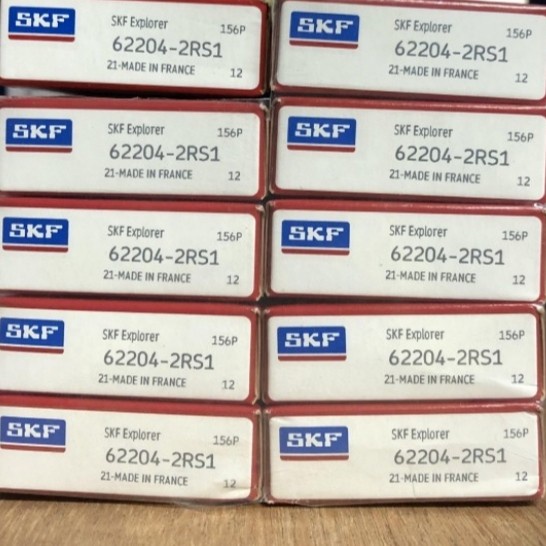 SKF
SKF Explorer 156P
62204-2RS1
21-MADE IN FRANCE 12
SKF
SKF Explorer 156P
62204-2RS1
21-MADE IN FRANCE 12
SKF
SKF Explorer 156P
62204-2RS1
21-MADE IN FRANCE 12
SKF
SKF Explorer 156P
62204-2RS1
21-MADE IN FRANCE 12
SKF
SKF Explorer 156P
62204-2RS1
21-MADE IN FRANCE 12
SKF
SKF Explorer 156P
62204-2RS1
21-MADE IN FRANCE 12
SKF
SKF Explorer 156P
62204-2RS1
21-MADE IN FRANCE 12
SKF
SKF Explorer 156P
62204-2RS1
21-MADE IN FRANCE 12
SKF
SKF Explorer 156P
62204-2RS1
21-MADE IN FRANCE 12
SKF
SKF Explorer 156P
62204-2RS1
21-MADE IN FRANCE 12